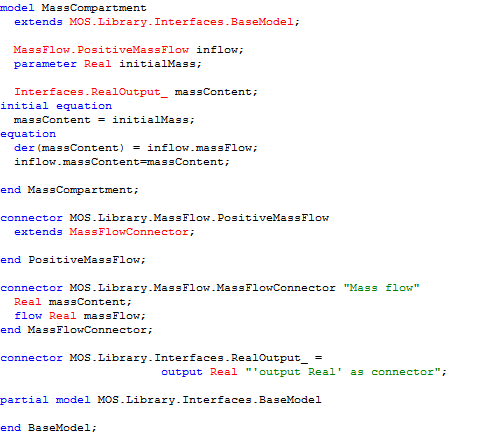 model MassCompartment
extends MOS.Library.Interfaces.BaseModel;
MassFlow.PositiveMassFlow inflow;
parameter Real initialMass;
Interfaces.RealOutput_ massContent;
initial equation
massContent = initialMass;
equation
der(massContent) = inflow.massFlow;
inflow.massContent=massContent;
end MassCompartment;
connector MOS.Library.MassFlow.PositiveMassFlow
extends MassFlowConnector;
end PositiveMassFlow;
connector MOS.Library.MassFlow.MassFlowConnector "Mass flow"
Real massContent;
flow Real massFlow;
end MassFlowConnector;
connector MOS.Library.Interfaces.RealOutput_ =
output Real "'output Real' as connector";
partial model MOS.Library.Interfaces.BaseModel
end BaseModel;